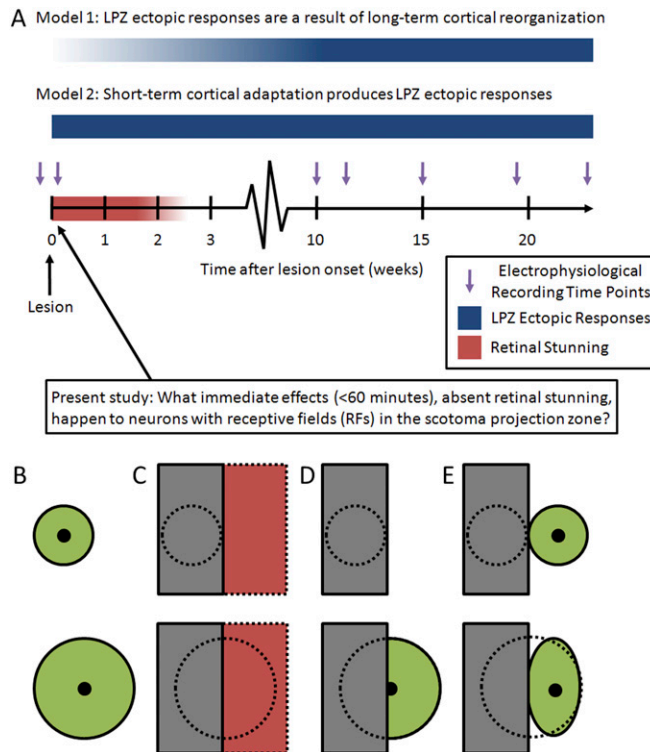 A
Model 1: LPZ ectopic responses are a result of long-term cortical reorganization
Model 2: Short-term cortical adaptation produces LPZ ectopic responses
0 1 2 3 10 15 20
Time after lesion onset (weeks)
Lesion
Electrophysiological
Recording Time Points
LPZ Ectopic Responses
Retinal Stunning
Present study: What immediate effects (<60 minutes), absent retinal stunning,
happen to neurons with receptive fields (RFs) in the scotoma projection zone?
B C D E